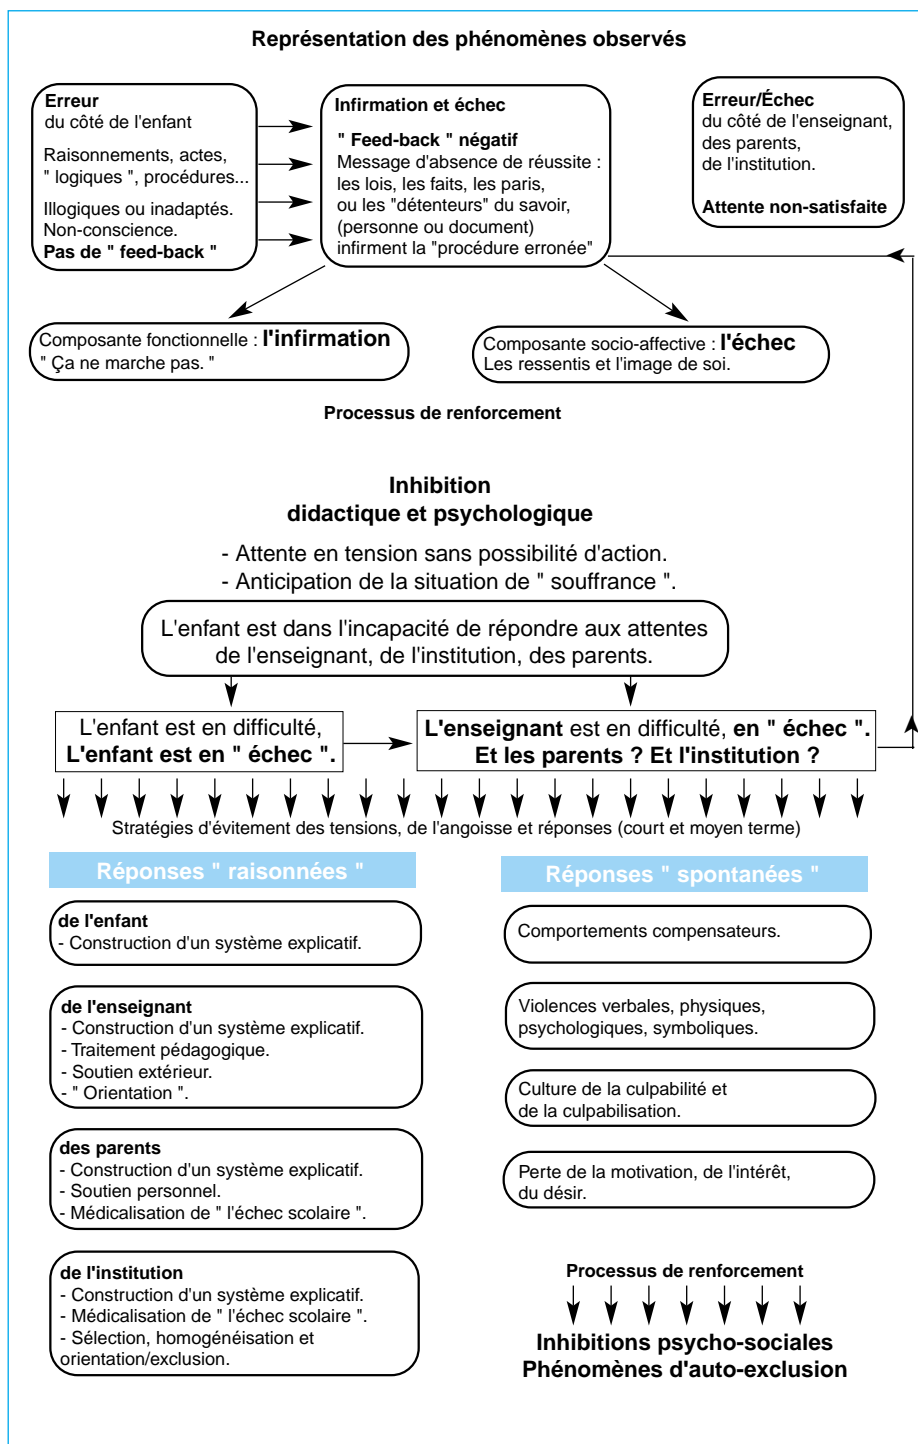 Représentation des phénomènes observés
Erreur
du côté de l'enfant
Raisonnements, actes,
" logiques ", procédures...
Illogiques ou inadaptés.
Non-conscience.
Pas de " feed-back "
Infirmation et échec
" Feed-back " négatif
Message d'absence de réussite :
les lois, les faits, les paris,
ou les "détenteurs" du savoir,
(personne ou document)
infirment la "procédure erronée"
Erreur/Échec
du côté de l'enseignant,
des parents,
de l'institution.
Attente non-satisfaite
Composante fonctionnelle : l'infirmation
" Ça ne marche pas. "
Composante socio-affective : l'échec
Les ressentis et l'image de soi.
Processus de renforcement
Inhibition
didactique et psychologique
- Attente en tension sans possibilité d'action.
- Anticipation de la situation de " souffrance ".
L'enfant est dans l'incapacité de répondre aux attentes
de l'enseignant, de l'institution, des parents.
L'enfant est en difficulté,
L'enfant est en " échec ".
L'enseignant est en difficulté, en " échec ".
Et les parents ? Et l'institution ?
Stratégies d'évitement des tensions, de l'angoisse et réponses (court et moyen terme)
Réponses " raisonnées "
de l'enfant
- Construction d'un système explicatif.
de l'enseignant
- Construction d'un système explicatif.
- Traitement pédagogique.
- Soutien extérieur.
- " Orientation ".
des parents
- Construction d'un système explicatif.
- Soutien personnel.
- Médicalisation de " l'échec scolaire ".
de l'institution
- Construction d'un système explicatif.
- Médicalisation de " l'échec scolaire ".
- Sélection, homogénéisation et
orientation/exclusion.
Réponses " spontanées "
Comportements compensateurs.
Violences verbales, physiques,
psychologiques, symboliques.
Culture de la culpabilité et
de la culpabilisation.
Perte de la motivation, de l'intérêt,
du désir.
Processus de renforcement
Inhibitions psycho-sociales
Phénomènes d'auto-exclusion